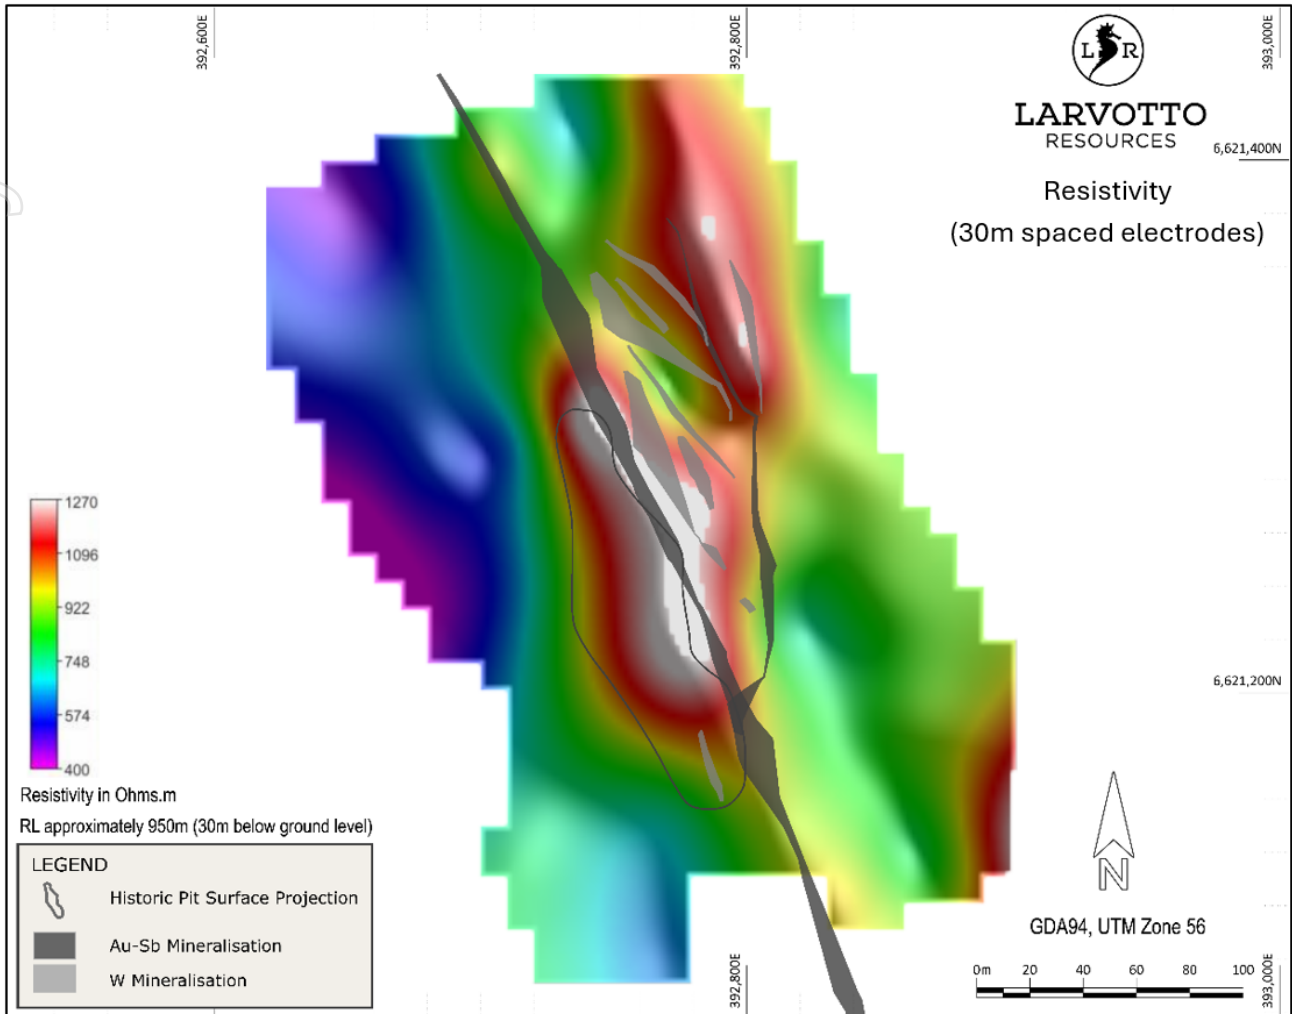 392,600E
392,800E
393,000E
L R
LARVOTTO
RESOURCES
6,621,400N
Resistivity
(30m spaced electrodes)
1270
1096
922
748
574
400
6,621,200N
Resistivity in Ohms.m
RL approximately 950m (30m below ground level)
LEGEND
Historic Pit Surface Projection
Au-Sb Mineralisation
W Mineralisation
N
GDA94, UTM Zone 56
0m 20 40 60 80 100
392,800E
393,000E